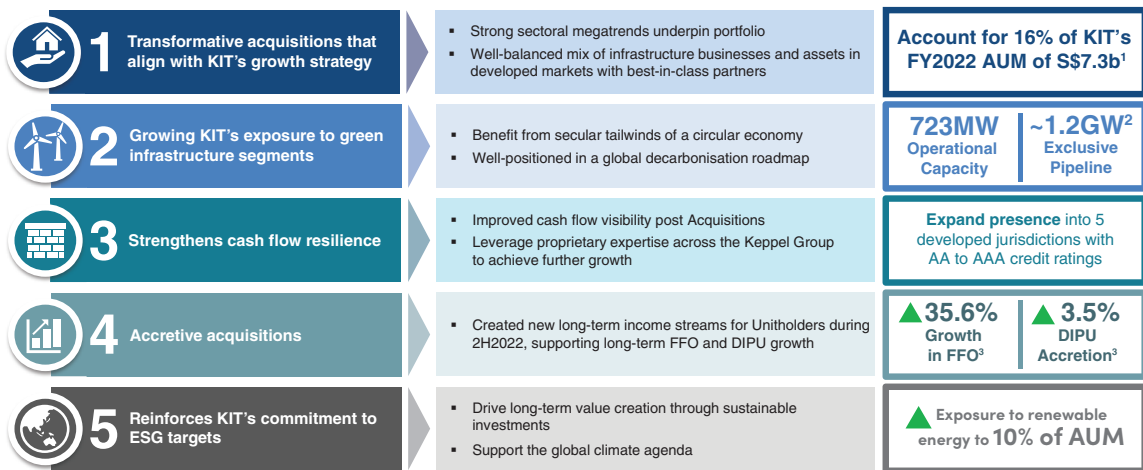 1
Transformative acquisitions that
align with KIT's growth strategy
▪ Strong sectoral megatrends underpin portfolio
▪ Well-balanced mix of infrastructure businesses and assets in
developed markets with best-in-class partners
Account for 16% of KIT's
FY2022 AUM of S$7.3b¹
2
Growing KIT's exposure to green
infrastructure segments
▪ Benefit from secular tailwinds of a circular economy
▪ Well-positioned in a global decarbonisation roadmap
723MW
Operational
Capacity
~1.2GW²
Exclusive
Pipeline
3
Strengthens cash flow resilience
▪ Improved cash flow visibility post Acquisitions
▪ Leverage proprietary expertise across the Keppel Group
to achieve further growth
Expand presence into 5
developed jurisdictions with
AA to AAA credit ratings
4
Accretive acquisitions
▪ Created new long-term income streams for Unitholders during
2H2022, supporting long-term FFO and DIPU growth
35.6%
Growth
in FFO³
3.5%
DIPU
Accretion³
5
Reinforces KIT's commitment to
ESG targets
▪ Drive long-term value creation through sustainable
investments
▪ Support the global climate agenda
Exposure to renewable
energy to 10% of AUM